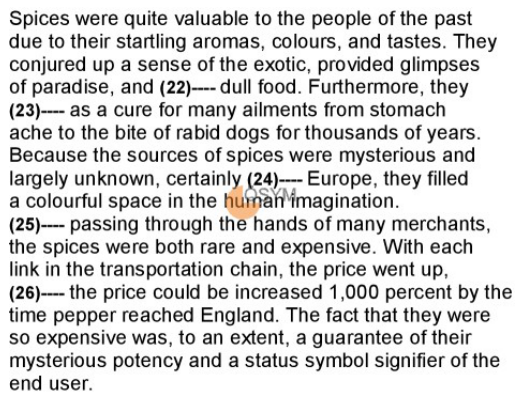 Spices were quite valuable to the people of the past
due to their startling aromas, colours, and tastes. They
conjured up a sense of the exotic, provided glimpses
of paradise, and (22)---- dull food. Furthermore, they
(23)---- as a cure for many ailments from stomach
ache to the bite of rabid dogs for thousands of years.
Because the sources of spices were mysterious and
largely unknown, certainly (24)---- Europe, they filled
a colourful space in the human imagination.
ÖSYM
(25)---- passing through the hands of many merchants,
the spices were both rare and expensive. With each
link in the transportation chain, the price went up,
(26)---- the price could be increased 1,000 percent by the
time pepper reached England. The fact that they were
so expensive was, to an extent, a guarantee of their
mysterious potency and a status symbol signifier of the
end user.